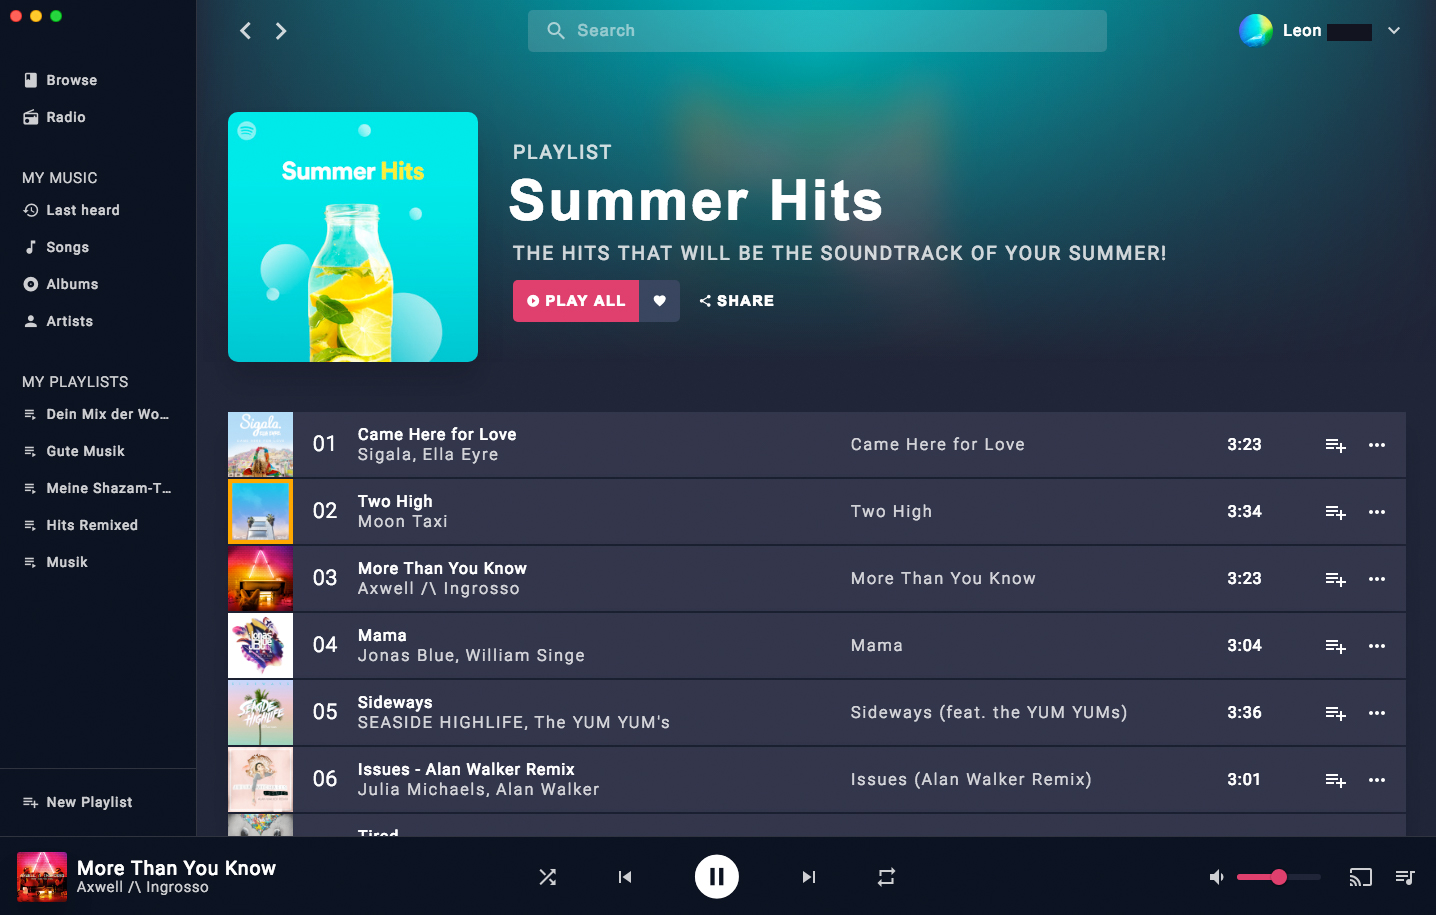 Search
Leon
Browse
Radio
MY MUSIC
Last heard
Songs
Albums
Artists
MY PLAYLISTS
Dein Mix der Wo...
Gute Musik
Meine Shazam-T...
Hits Remixed
Musik
New Playlist
Summer Hits
PLAYLIST
Summer Hits
THE HITS THAT WILL BE THE SOUNDTRACK OF YOUR SUMMER!
PLAY ALL
SHARE
Sigala
01 Came Here for Love Came Here for Love 3:23
Sigala, Ella Eyre
02 Two High Two High 3:34
Moon Taxi
03 More Than You Know More Than You Know 3:23
Axwell /\ Ingrosso
Jonas Blue
04 Mama Mama 3:04
Jonas Blue, William Singe
SEASIDE HIGHLIFE
05 Sideways Sideways (feat. the YUM YUMs) 3:36
SEASIDE HIGHLIFE, The YUM YUM's
06 Issues - Alan Walker Remix Issues (Alan Walker Remix) 3:01
Julia Michaels, Alan Walker
Tired
More Than You Know
Axwell /\ Ingrosso